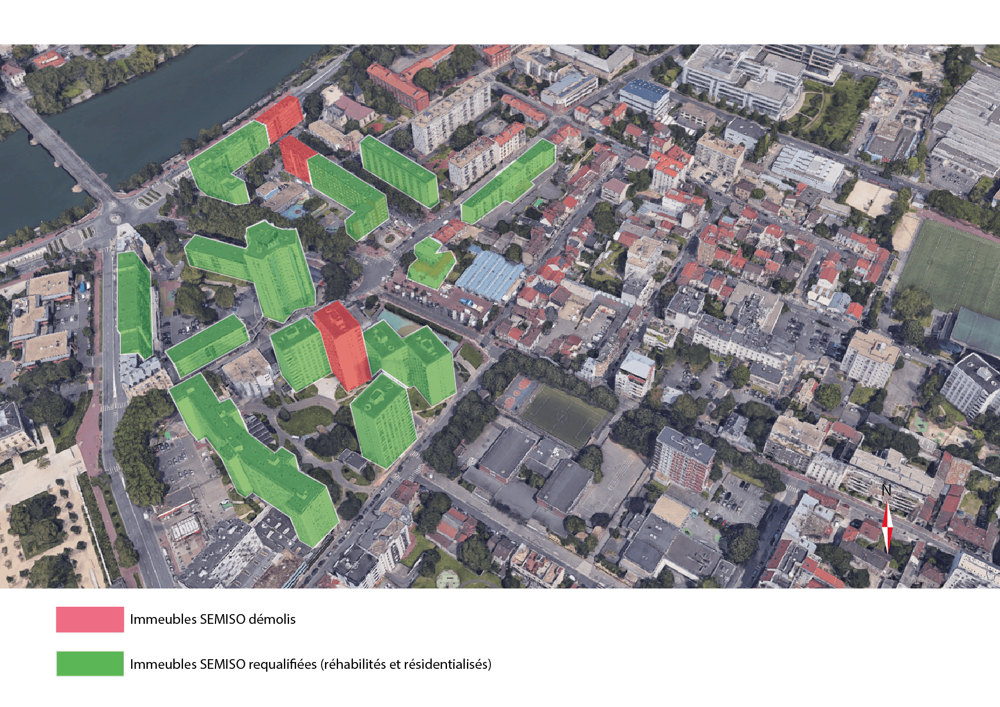 N
Immeubles SEMISO démolis
Immeubles SEMISO requalifiées (réhabilités et résidentialisés)